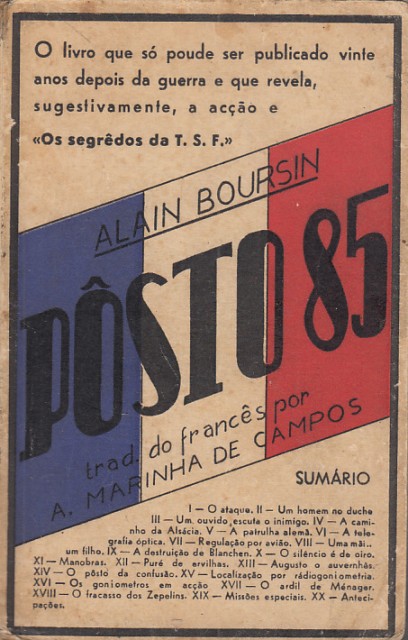 O livro que só poude ser publicado vinte
anos depois da guerra e que revela,
sugestivamente, a acção e
«Os segrêdos da T. S. F.»
ALAIN BOURSIN
PÔSTO 85
trad. do francês por
A. MARINHA DE CAMPOS
SUMÁRIO
I — O ataque. II — Um homem no duche
III — Um ouvido escuta o inimigo. IV — A cami-
nho da Alsácia. V — A patrulha alemã. VI — A tele-
grafia óptica. VII — Regulação por avião. VIII — Uma mãi..
um filho. IX — A destruição de Blanchen. X — O silêncio é de oiro.
XI — Manobras. XII — Puré de ervilhas. XIII — Augusto o auvernhâs.
XIV — O pôsto da confusão. XV — Localização por rádiogoniometria.
XVI — Os goniometros em acção XVII — O ardil de Ménager.
XVIII — O fracasso dos Zepelins. XIX — Missões especiais. XX — Anteci-
pações.